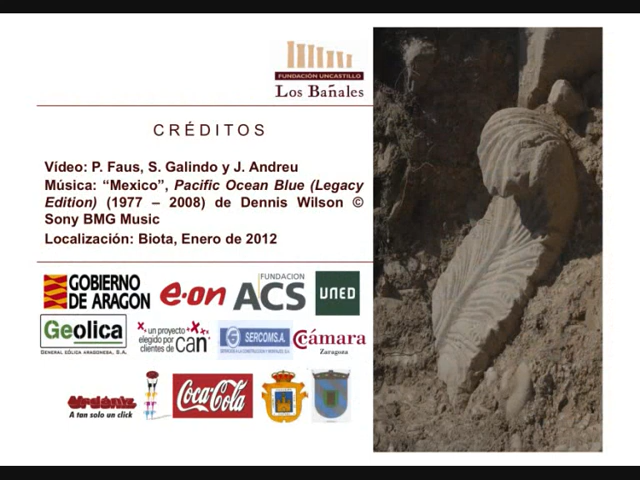 FUNDACIÓN UNCASTILLO
Los Bañales
CRÉDITOS
Vídeo: P. Faus, S. Galindo y J. Andreu
Música: “Mexico”, Pacific Ocean Blue (Legacy
Edition) (1977 – 2008) de Dennis Wilson ©
Sony BMG Music
Localización: Biota, Enero de 2012
GOBIERNO
DE ARAGON
e·on
FUNDACION
ACS
UNED
Geolica
GENERAL EÓLICA ARAGONESA, S.A.
un proyecto
elegido por
clientes de can
SERCOMS.A.
Cámara
Zaragoza
Urdániz
A tan solo un click
Coca-Cola